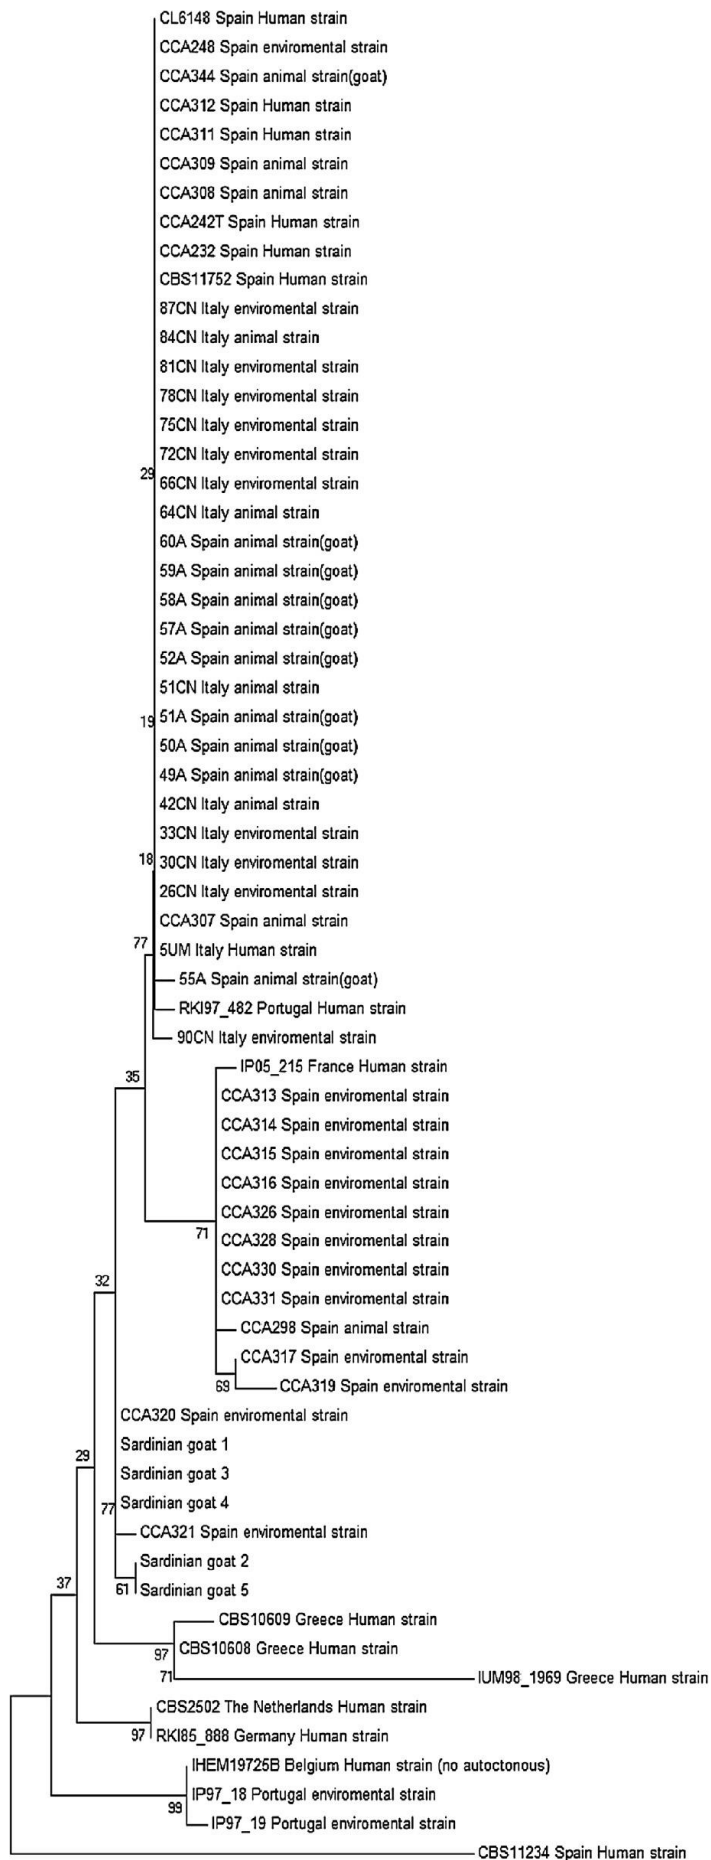 CL6148 Spain Human strain
CCA248 Spain enviromental strain
CCA344 Spain animal strain(goat)
CCA312 Spain Human strain
CCA311 Spain Human strain
CCA309 Spain animal strain
CCA308 Spain animal strain
CCA242T Spain Human strain
CCA232 Spain Human strain
CBS11752 Spain Human strain
87CN Italy enviromental strain
84CN Italy animal strain
81CN Italy enviromental strain
78CN Italy enviromental strain
75CN Italy enviromental strain
72CN Italy enviromental strain
29
66CN Italy enviromental strain
64CN Italy animal strain
60A Spain animal strain(goat)
59A Spain animal strain(goat)
58A Spain animal strain(goat)
57A Spain animal strain(goat)
52A Spain animal strain(goat)
51CN Italy animal strain
19
51A Spain animal strain(goat)
50A Spain animal strain(goat)
49A Spain animal strain(goat)
42CN Italy animal strain
33CN Italy enviromental strain
18
30CN Italy enviromental strain
26CN Italy enviromental strain
CCA307 Spain animal strain
77
5UM Italy Human strain
55A Spain animal strain(goat)
RKI97_482 Portugal Human strain
90CN Italy enviromental strain
35
IP05_215 France Human strain
CCA313 Spain enviromental strain
CCA314 Spain enviromental strain
CCA315 Spain enviromental strain
CCA316 Spain enviromental strain
CCA326 Spain enviromental strain
71
CCA328 Spain enviromental strain
CCA330 Spain enviromental strain
32
CCA331 Spain enviromental strain
CCA298 Spain animal strain
CCA317 Spain enviromental strain
69
CCA319 Spain enviromental strain
CCA320 Spain enviromental strain
Sardinian goat 1
29
Sardinian goat 3
Sardinian goat 4
77
CCA321 Spain enviromental strain
Sardinian goat 2
37
61
Sardinian goat 5
CBS10609 Greece Human strain
97
CBS10608 Greece Human strain
71
IUM98_1969 Greece Human strain
CBS2502 The Netherlands Human strain
97
RKI85_888 Germany Human strain
IHEM19725B Belgium Human strain (no autoctonous)
IP97_18 Portugal enviromental strain
99
IP97_19 Portugal enviromental strain
CBS11234 Spain Human strain